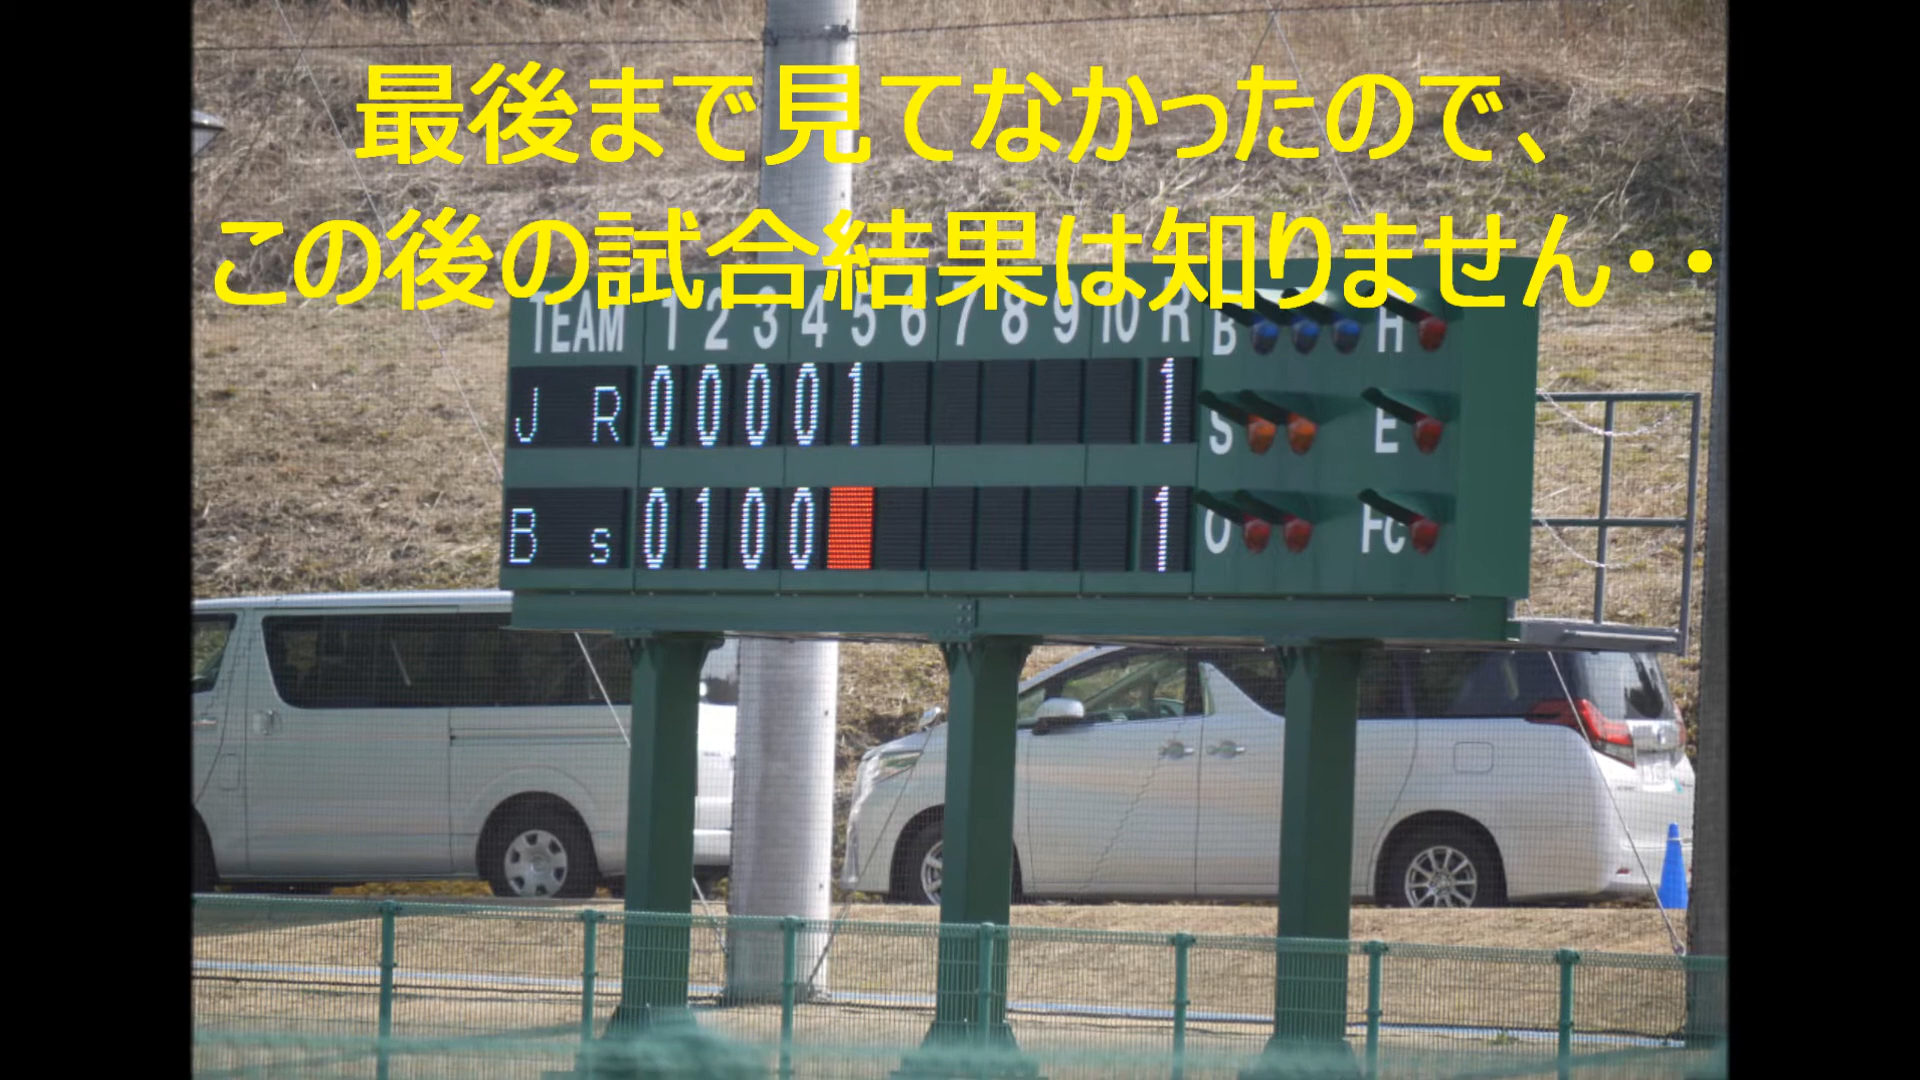 最後まで見てなかったので、
この後の試合結果は知りません・・
TEAM 1 2 3 4 5 6 7 8 9 10 R B H
J R 0 0 0 0 1 1 S E
B s 0 1 0 0 1 O Fc